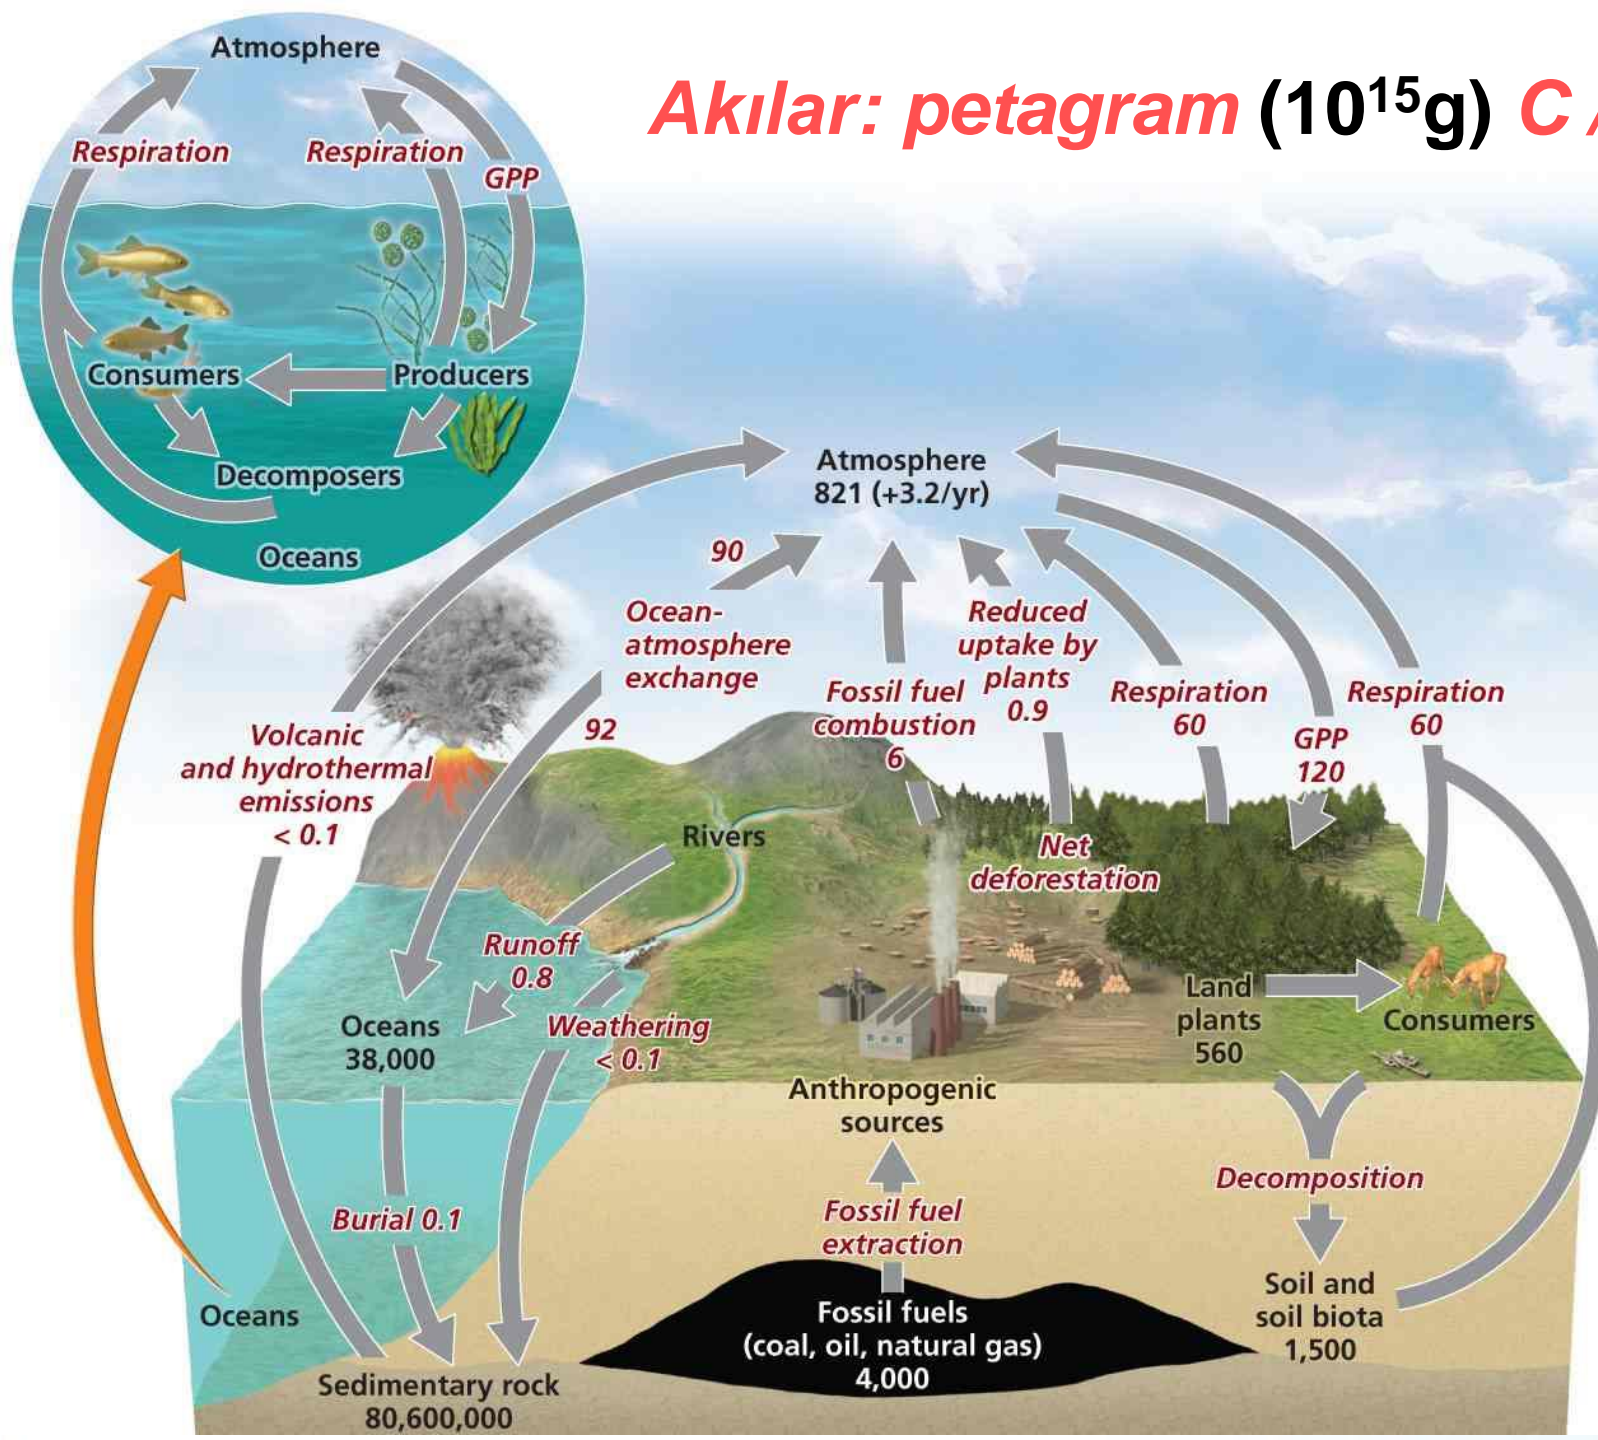 Akılar: petagram (10¹⁵g) C /
Atmosphere
Respiration
Respiration
GPP
Consumers
Producers
Decomposers
Oceans
Atmosphere
821 (+3.2/yr)
90
Ocean-
atmosphere
exchange
92
Fossil fuel
combustion
6
Reduced
uptake by
plants
0.9
Respiration
60
GPP
120
Respiration
60
Volcanic
and hydrothermal
emissions
< 0.1
Rivers
Net
deforestation
Runoff
0.8
Weathering
< 0.1
Oceans
38,000
Land
plants
560
Consumers
Anthropogenic
sources
Decomposition
Burial 0.1
Fossil fuel
extraction
Oceans
Fossil fuels
(coal, oil, natural gas)
4,000
Soil and
soil biota
1,500
Sedimentary rock
80,600,000